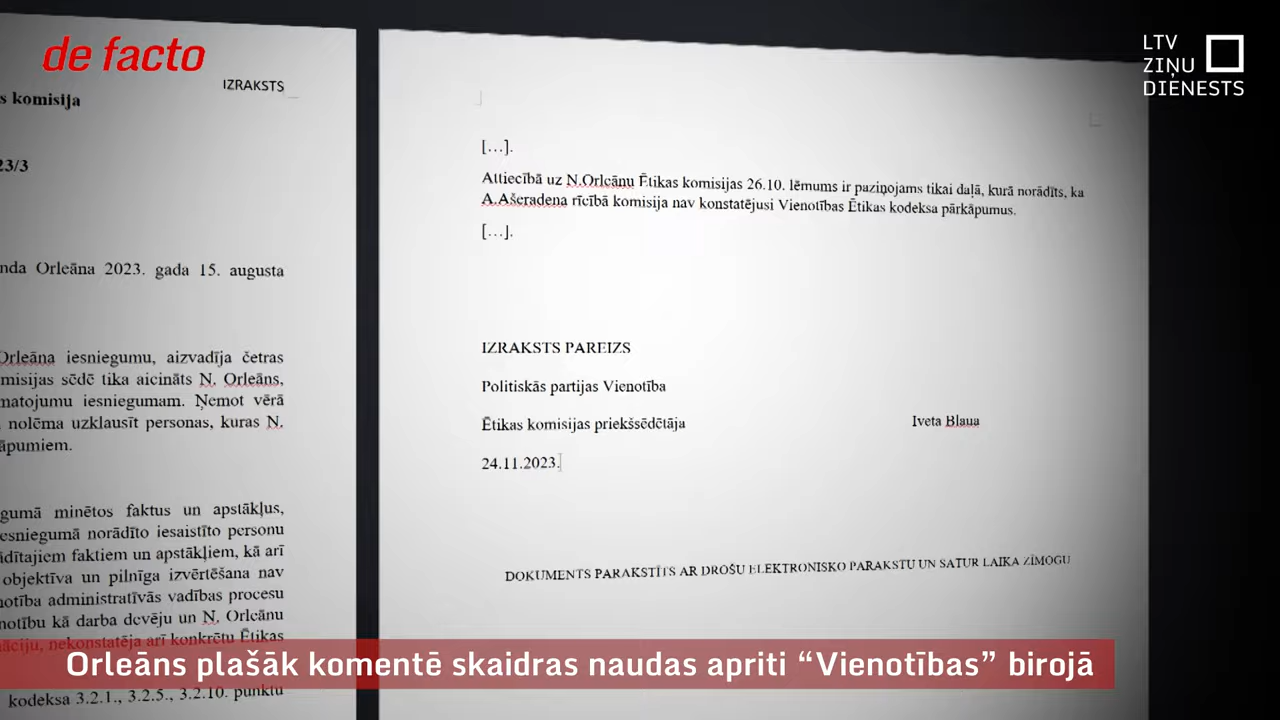 de facto
LTV
ZIŅU
DIENESTS
IZRAKSTS
s komisija
23/3
nda Orleāna 2023. gada 15. augusta
Orleāna iesniegumu, aizvadīja četras
misijas sēdē tika aicināts N. Orleāns,
matojumu iesniegumam. Ņemot vērā
, nolēma uzklausīt personas, kuras N.
āpumiem.
gumā minētos faktus un apstākļus,
esniegumā norādīto iesaistīto personu
ādītajiem faktiem un apstākļiem, kā arī
objektīva un pilnīga izvērtēšana nav
notība administratīvās vadības procesu
notību kā darba devēju un N. Orleānu
āciju, nekonstatēja arī konkrētu Ētikas
kodeksa 3.2.1., 3.2.5., 3.2.10. punktu
[…].
Attiecībā uz N.Orleānu Ētikas komisijas 26.10. lēmums ir paziņojams tikai daļā, kurā norādīts, ka
A.Ašeradena rīcībā komisija nav konstatējusi Vienotības Ētikas kodeksa pārkāpumus.
[…].
IZRAKSTS PAREIZS
Politiskās partijas Vienotība
Ētikas komisijas priekšsēdētāja Iveta Blaua
24.11.2023.
DOKUMENTS PARAKSTĪTS AR DROŠU ELEKTRONISKO PARAKSTU UN SATUR LAIKA ZĪMOGU
Orleāns plašāk komentē skaidras naudas apriti “Vienotības” birojā